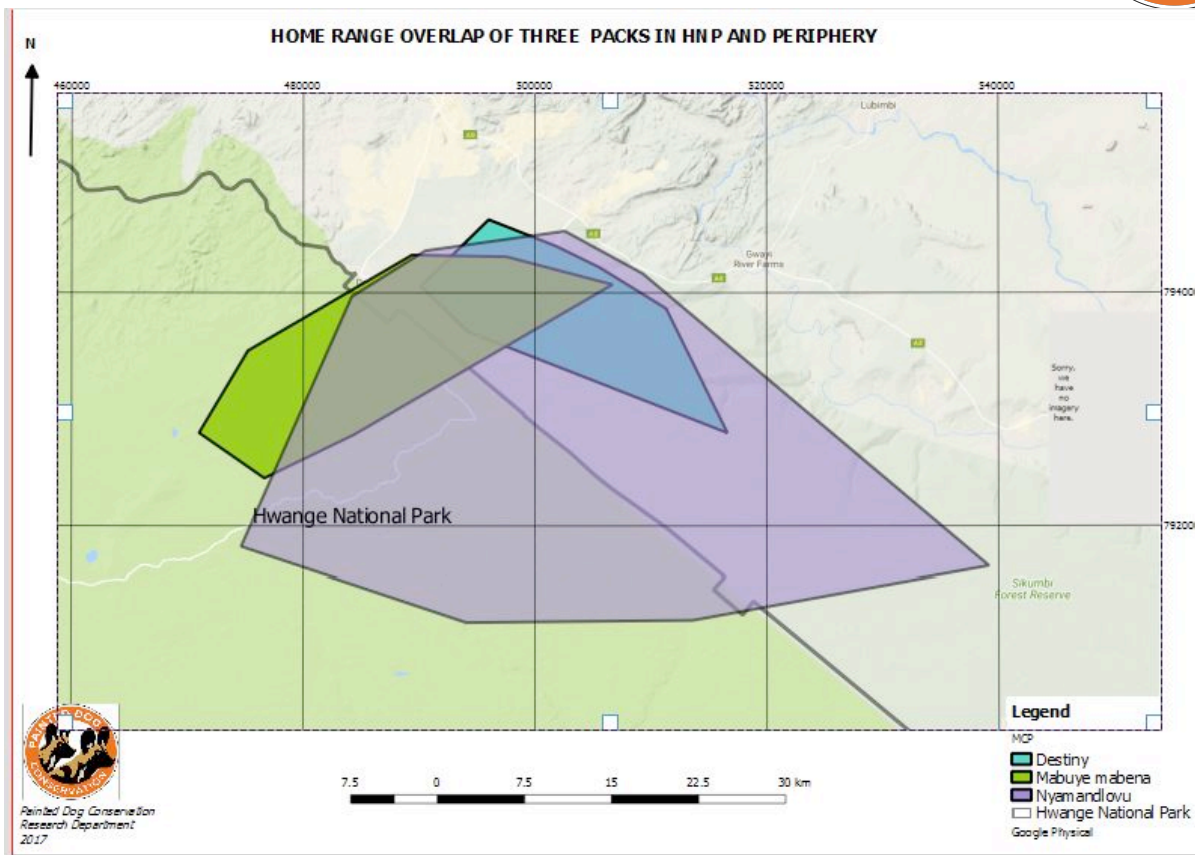 HOME RANGE OVERLAP OF THREE PACKS IN HNP AND PERIPHERY
N
460000
480000
500000
520000
540000
Lubimbi
A8
A8
Gwayi
River Farms
A8
794000
A8
Sorry,
we
have
no
imagery
here.
Hwange National Park
792000
Sikumbi
Forest Reserve
Legend
MCP
Destiny
Mabuye mabena
Nyamandlovu
Hwange National Park
Google Physical
7.5
0
7.5
15
22.5
30 km
PAINTED DOG
CONSERVATION
Painted Dog Conservation
Research Department
2017